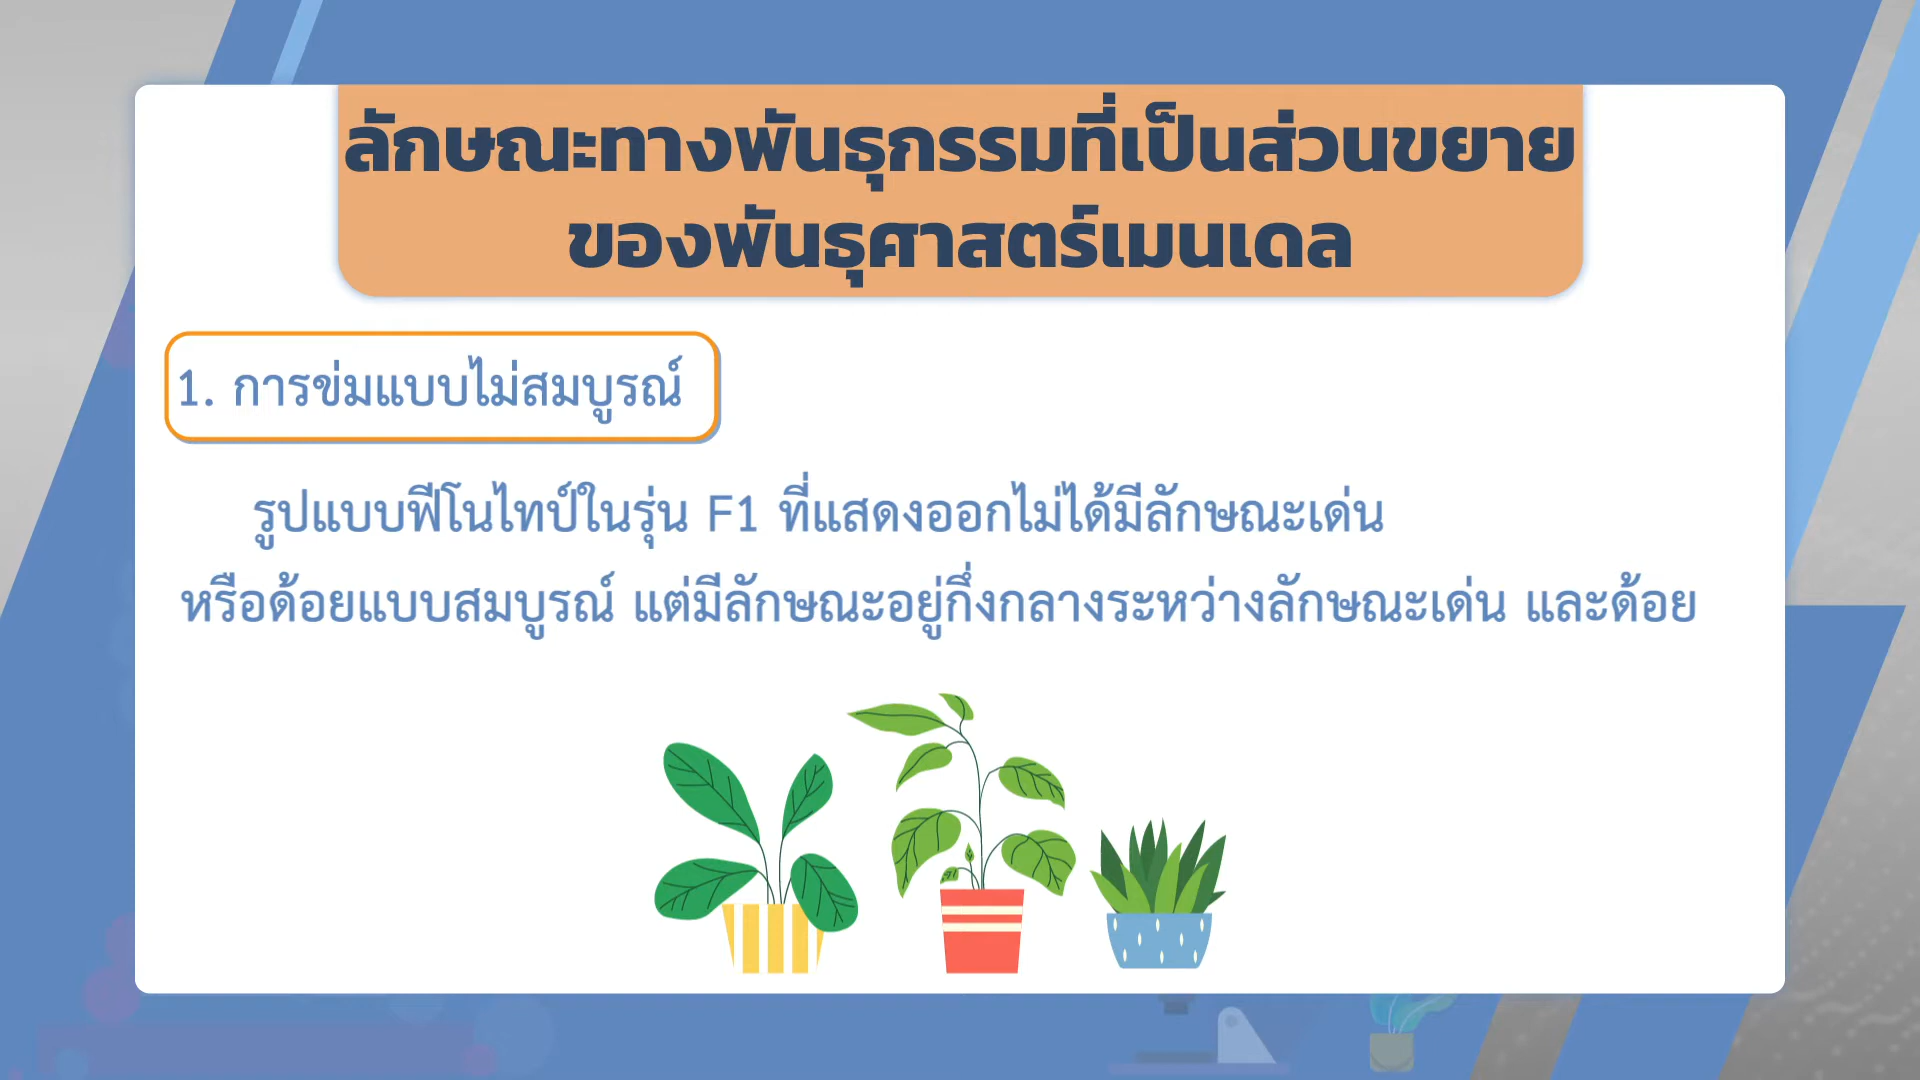 ลักษณะทางพันธุกรรมที่เป็นส่วนขยาย
ของพันธุศาสตร์เมนเดล
1. การข่มแบบไม่สมบูรณ์
รูปแบบฟีโนไทป์ในรุ่น F1 ที่แสดงออกไม่ได้มีลักษณะเด่น
หรือด้อยแบบสมบูรณ์ แต่มีลักษณะอยู่กึ่งกลางระหว่างลักษณะเด่น และด้อย